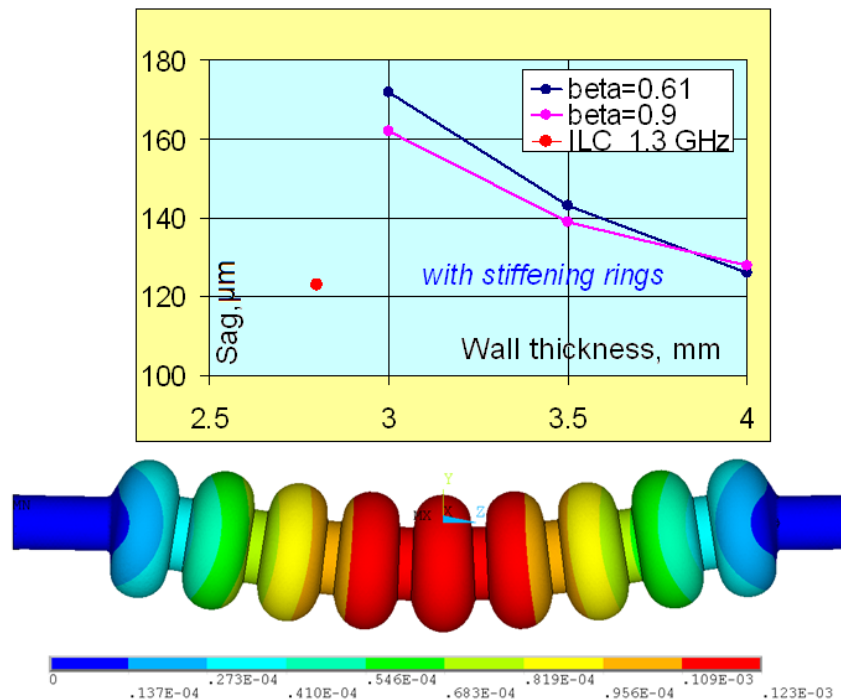 180
160
140
120
100
beta=0.61
beta=0.9
ILC 1.3 GHz
with stiffening rings
Sag, µm
Wall thickness, mm
2.5 3 3.5 4
Y
X Z
MX
0 .273E-04 .546E-04 .819E-04 .109E-03
.137E-04 .410E-04 .683E-04 .956E-04 .123E-03